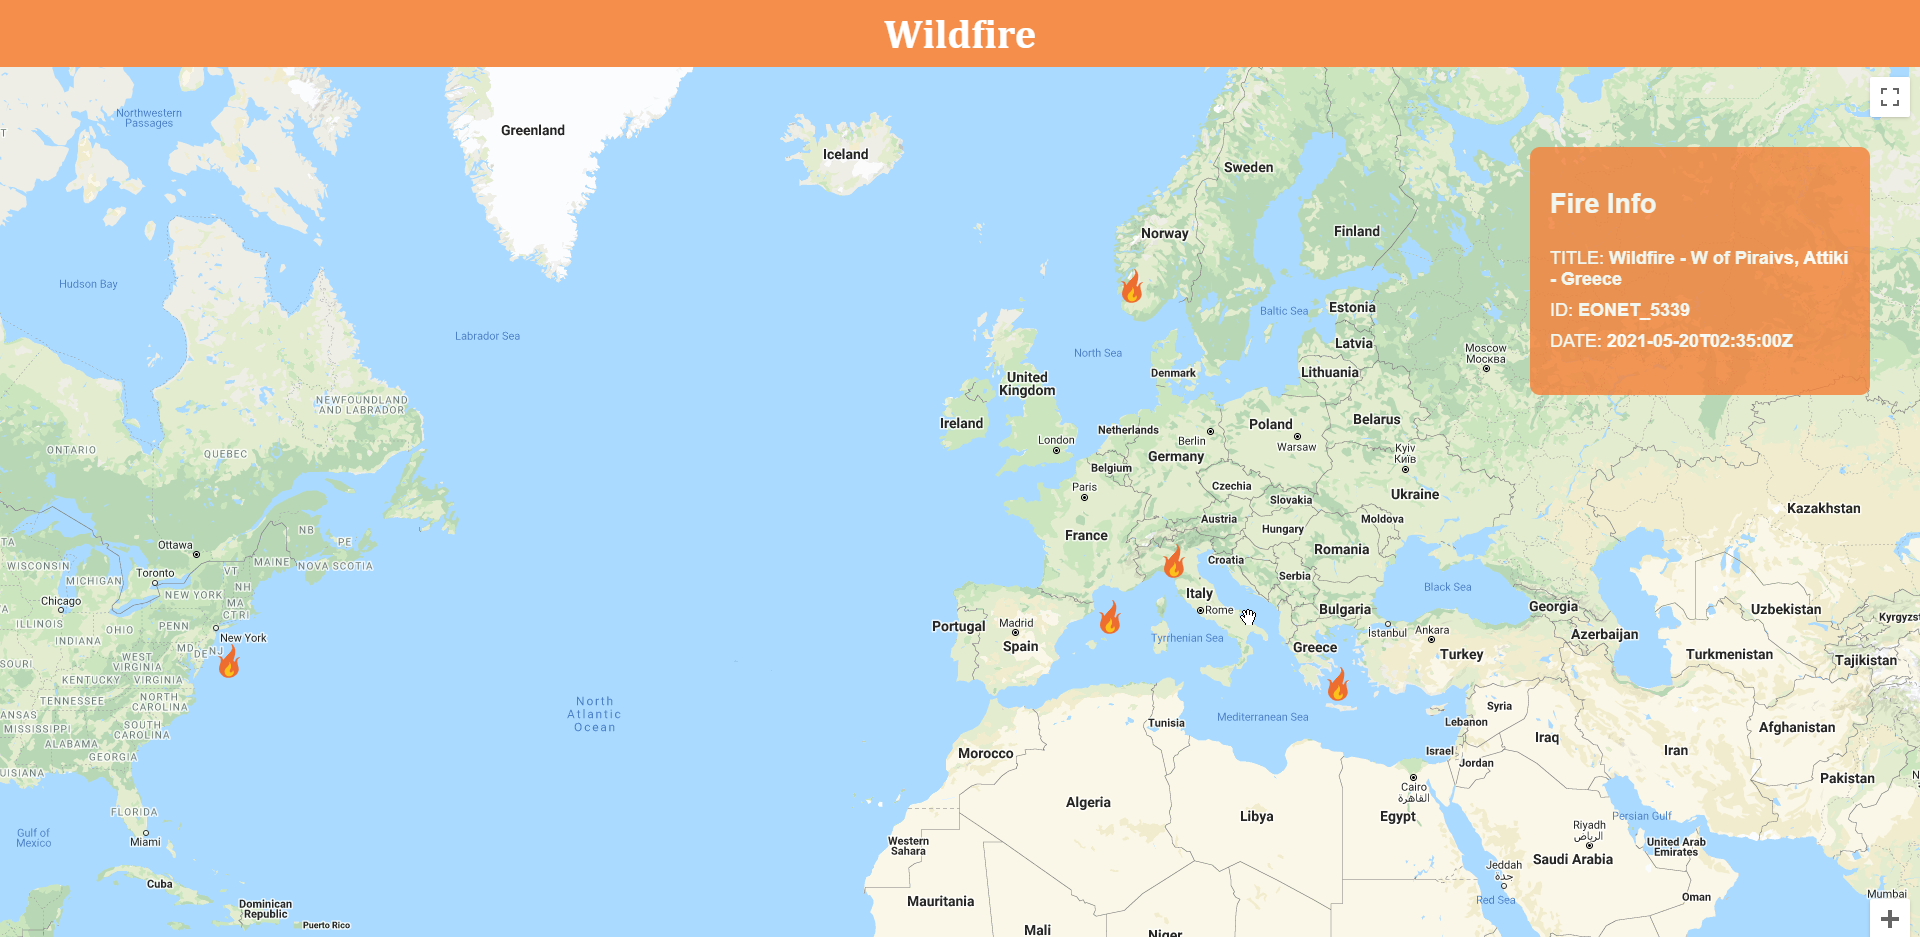 Wildfire
Northwestern
Passages
Greenland
Iceland
Sweden
Norway
Finland
Fire Info
TITLE: Wildfire - W of Piraivs, Attiki
- Greece
ID: EONET_5339
DATE: 2021-05-20T02:35:00Z
Hudson Bay
Labrador Sea
Baltic Sea
Estonia
North Sea
Latvia
Moscow
Москва
Denmark
Lithuania
United
Kingdom
NEWFOUNDLAND
AND LABRADOR
Ireland
Netherlands
Poland
Belarus
London
Berlin
Warsaw
ONTARIO
QUEBEC
Belgium
Germany
Kyiv
Київ
Paris
Czechia
Slovakia
Ukraine
Kazakhstan
Austria
Moldova
NB
France
Hungary
PE
Ottawa
Romania
Croatia
MAINE
NOVA SCOTIA
WISCONSIN
VT
Toronto
MICHIGAN
Serbia
NH
Black Sea
NEW YORK
Italy
Chicago
MA
CT RI
Rome
Bulgaria
Georgia
Uzbekistan
Kyrgyzs
ILLINOIS
OHIO
PENN
Portugal
Madrid
İstanbul
Ankara
Azerbaijan
INDIANA
New York
Spain
Tyrrhenian Sea
Greece
Turkey
Turkmenistan
Tajikistan
SOURI
WEST
VIRGINIA
MD
DE
NJ
KENTUCKY
VIRGINIA
TENNESSEE
NORTH
CAROLINA
North
Atlantic
Ocean
Syria
ANSAS
MISSISSIPPI
SOUTH
CAROLINA
Tunisia
Mediterranean Sea
Lebanon
Afghanistan
ALABAMA
GEORGIA
Morocco
Israel
Iraq
Iran
Jordan
UISIANA
Cairo
القاهرة
Pakistan
N
Algeria
Libya
Egypt
FLORIDA
Persian Gulf
Gulf of
Mexico
Miami
Riyadh
الرياض
Western
Sahara
United Arab
Emirates
Saudi Arabia
Jeddah
جدة
Cuba
Mauritania
Red Sea
Oman
Mumbai
Dominican
Republic
Puerto Rico
Mali
Niger